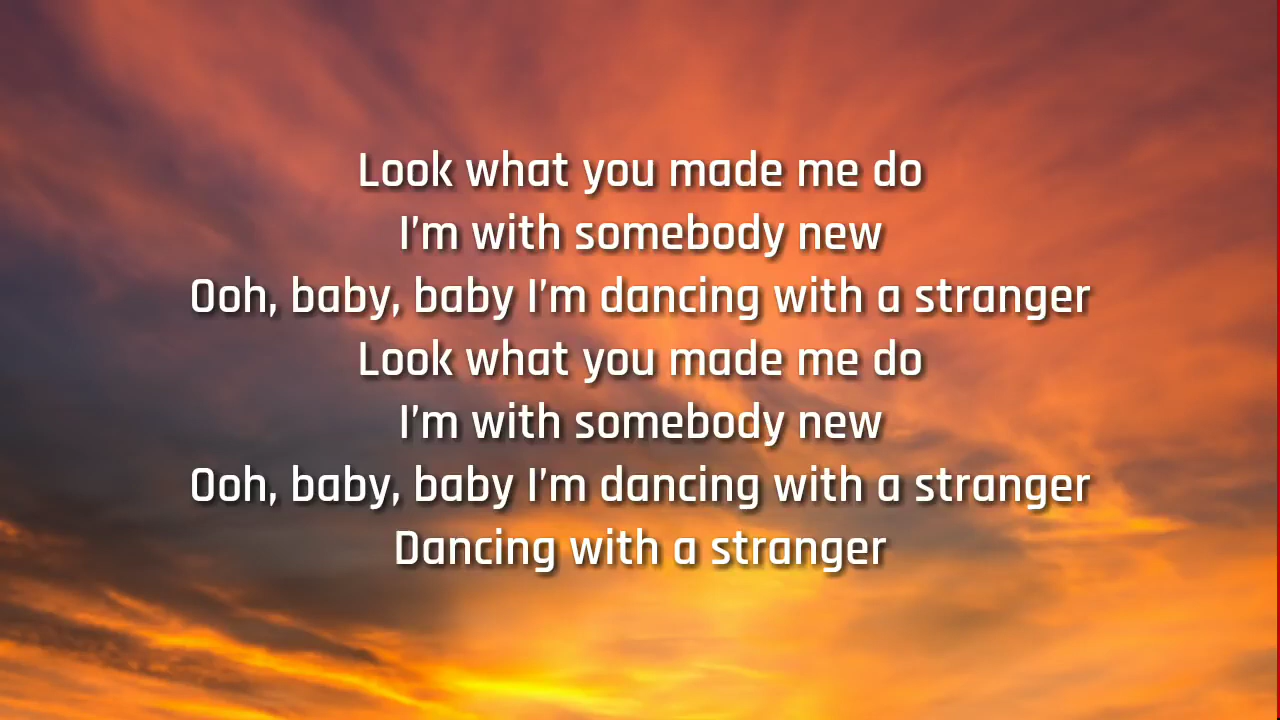 Look what you made me do
I'm with somebody new
Ooh, baby, baby I'm dancing with a stranger
Look what you made me do
I'm with somebody new
Ooh, baby, baby I'm dancing with a stranger
Dancing with a stranger